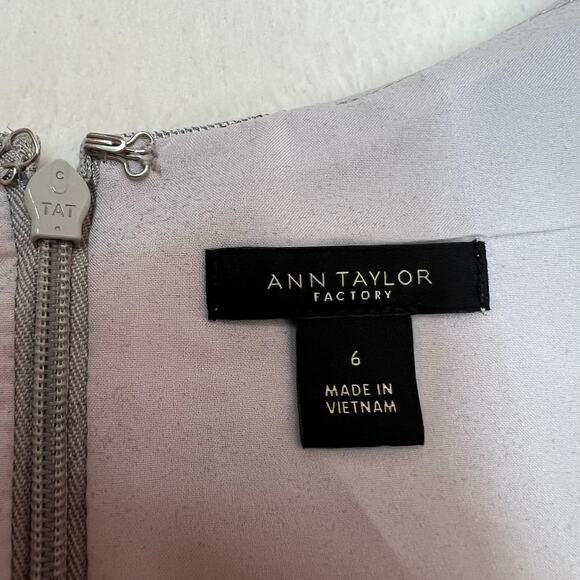 C
TAT
ANN TAYLOR
FACTORY
6
MADE IN
VIETNAM